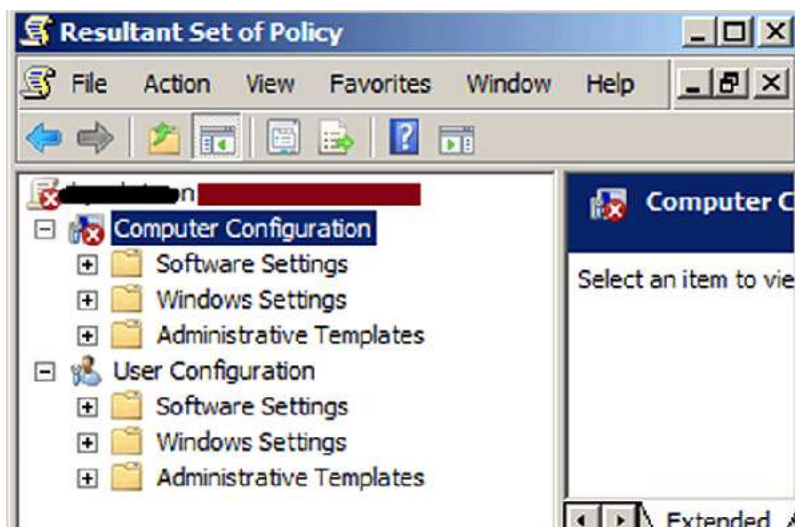 Resultant Set of Policy
File Action View Favorites Window Help
Computer Configuration
Software Settings
Windows Settings
Administrative Templates
User Configuration
Software Settings
Windows Settings
Administrative Templates
Computer C
Select an item to vie
Extended